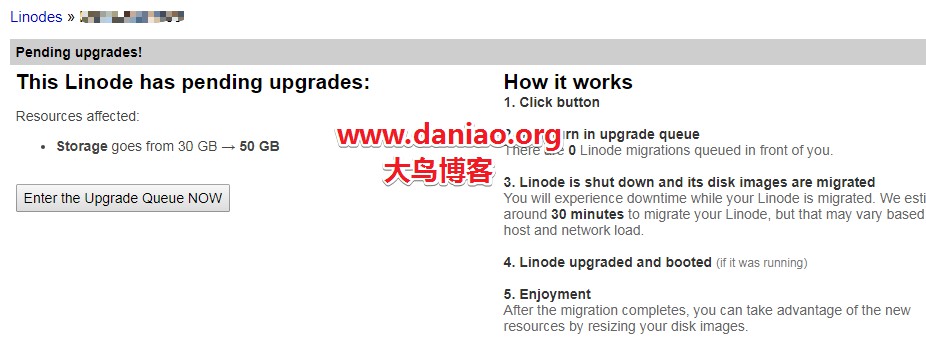 Linodes »
Pending upgrades!
This Linode has pending upgrades:
Resources affected:
• Storage goes from 30 GB → 50 GB
Enter the Upgrade Queue NOW
How it works
1. Click button
urn in upgrade queue
There are 0 Linode migrations queued in front of you.
3. Linode is shut down and its disk images are migrated
You will experience downtime while your Linode is migrated. We esti
around 30 minutes to migrate your Linode, but that may vary based
host and network load.
4. Linode upgraded and booted (if it was running)
5. Enjoyment
After the migration completes, you can take advantage of the new
resources by resizing your disk images.
www.daniao.org
大鸟博客